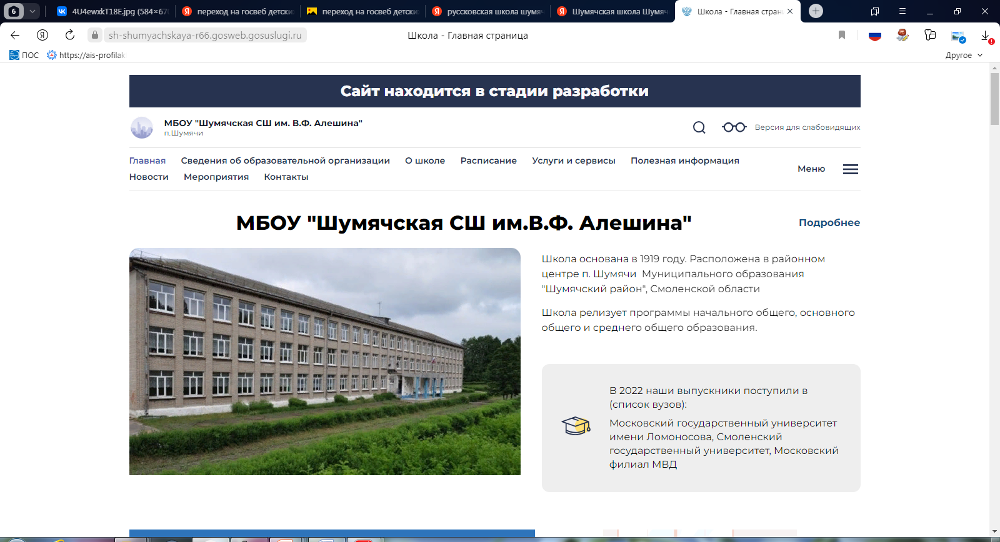 6
4U4ewxkT18E.jpg (584×67
переход на госвеб детски
переход на госвеб детски
русковская школа шумяч
Шумячская школа Шумяч
Школа - Главная стран
sh-shumyachskaya-r66.gosweb.gosuslugi.ru
Школа - Главная страница
ПОС
https://ais-profilak
Другое
Сайт находится в стадии разработки
МБОУ "Шумячская СШ им. В.Ф. Алешина"
п.Шумячи
Версия для слабовидящих
Главная Сведения об образовательной организации О школе Расписание Услуги и сервисы Полезная информация
Новости Мероприятия Контакты
Меню
МБОУ "Шумячская СШ им.В.Ф. Алешина"
Подробнее
Школа основана в 1919 году. Расположена в районном
центре п. Шумячи Муниципального образования
"Шумячский район", Смоленской области
Школа релизует программы начального общего, основного
общего и среднего общего образования.
В 2022 наши выпускники поступили в
(список вузов):
Московский государственный университет
имени Ломоносова, Смоленский
государственный университет, Московский
филиал МВД